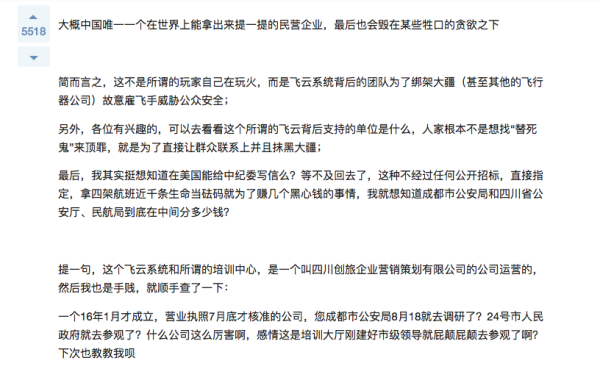 5518
大概中国唯一一个在世界上能拿出来提一提的民营企业，最后也会毁在某些牲口的贪欲之下
简而言之，这不是所谓的玩家自己在玩火，而是飞云系统背后的团队为了绑架大疆（甚至其他的飞行
器公司）故意雇飞手威胁公众安全；
另外，各位有兴趣的，可以去看看这个所谓的飞云背后支持的单位是什么，人家根本不是想找"替死
鬼"来顶罪，就是为了直接让群众联系上并且抹黑大疆；
最后，我其实挺想知道在美国能给中纪委写信么？等不及回去了，这种不经过任何公开招标，直接指
定，拿四架航班近千条生命当砝码就为了赚几个黑心钱的事情，我就想知道成都市公安局和四川省公
安厅、民航局到底在中间分多少钱？
提一句，这个飞云系统和所谓的培训中心，是一个叫四川创旅企业营销策划有限公司的公司运营的，
然后我也是手贱，就顺手查了一下：
一个16年1月才成立，营业执照7月底才核准的公司，您成都市公安局8月18就去调研了？24号市人民
政府就去参观了？什么公司这么厉害啊，感情这是培训大厅刚建好市级领导就屁颠屁颠去参观了啊？
下次也教教我呗